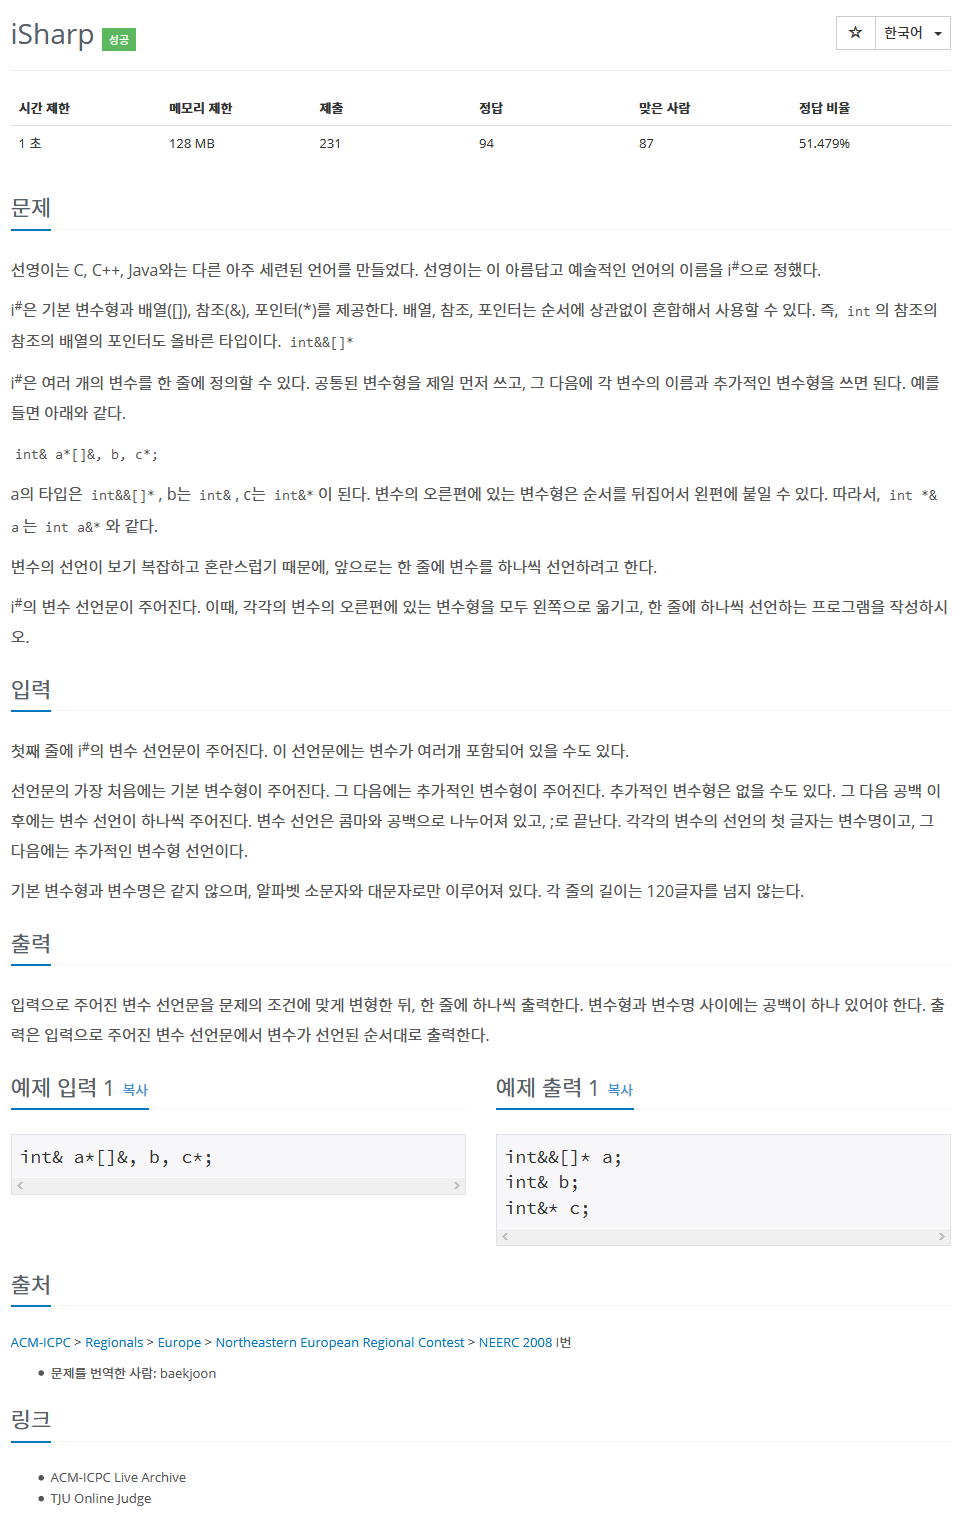 iSharp 성공
☆ 한국어
시간 제한 메모리 제한 제출 정답 맞은 사람 정답 비율
1 초 128 MB 231 94 87 51.479%
문제
선영이는 C, C++, Java와는 다른 아주 세련된 언어를 만들었다. 선영이는 이 아름답고 예술적인 언어의 이름을 i#으로 정했다.
i#은 기본 변수형과 배열([]), 참조(&), 포인터(*)를 제공한다. 배열, 참조, 포인터는 순서에 상관없이 혼합해서 사용할 수 있다. 즉, int 의 참조의
참조의 배열의 포인터도 올바른 타입이다. int&&[]*
i#은 여러 개의 변수를 한 줄에 정의할 수 있다. 공통된 변수형을 제일 먼저 쓰고, 그 다음에 각 변수의 이름과 추가적인 변수형을 쓰면 된다. 예를
들면 아래와 같다.
int& a*[]&, b, c*;
a의 타입은 int&&[]* , b는 int& , c는 int&* 이 된다. 변수의 오른편에 있는 변수형은 순서를 뒤집어서 왼편에 붙일 수 있다. 따라서, int *&
a 는 int a&* 와 같다.
변수의 선언이 보기 복잡하고 혼란스럽기 때문에, 앞으로는 한 줄에 변수를 하나씩 선언하려고 한다.
i#의 변수 선언문이 주어진다. 이때, 각각의 변수의 오른편에 있는 변수형을 모두 왼쪽으로 옮기고, 한 줄에 하나씩 선언하는 프로그램을 작성하시
오.
입력
첫째 줄에 i#의 변수 선언문이 주어진다. 이 선언문에는 변수가 여러개 포함되어 있을 수도 있다.
선언문의 가장 처음에는 기본 변수형이 주어진다. 그 다음에는 추가적인 변수형이 주어진다. 추가적인 변수형은 없을 수도 있다. 그 다음 공백 이
후에는 변수 선언이 하나씩 주어진다. 변수 선언은 콤마와 공백으로 나누어져 있고, ;로 끝난다. 각각의 변수의 선언의 첫 글자는 변수명이고, 그
다음에는 추가적인 변수형 선언이다.
기본 변수형과 변수명은 같지 않으며, 알파벳 소문자와 대문자로만 이루어져 있다. 각 줄의 길이는 120글자를 넘지 않는다.
출력
입력으로 주어진 변수 선언문을 문제의 조건에 맞게 변형한 뒤, 한 줄에 하나씩 출력한다. 변수형과 변수명 사이에는 공백이 하나 있어야 한다. 출
력은 입력으로 주어진 변수 선언문에서 변수가 선언된 순서대로 출력한다.
예제 입력 1 복사
int& a*[]&, b, c*;
예제 출력 1 복사
int&&[]* a;
int& b;
int&* c;
출처
ACM-ICPC > Regionals > Europe > Northeastern European Regional Contest > NEERC 2008 I번
• 문제를 번역한 사람: baekjoon
링크
• ACM-ICPC Live Archive
• TJU Online Judge